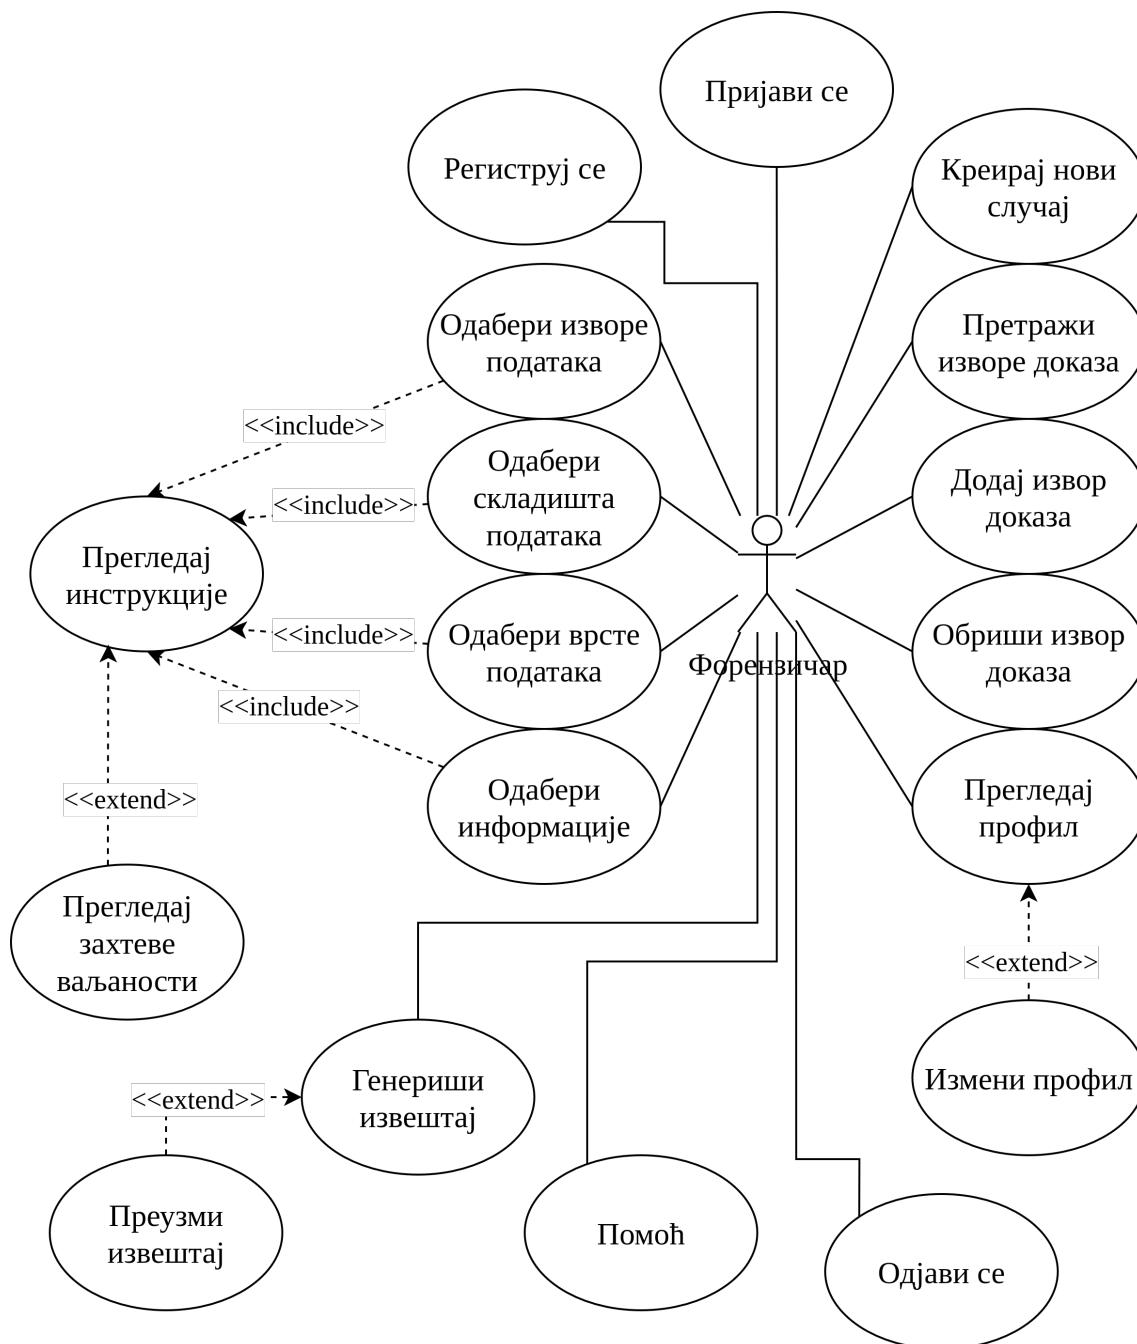 Пријави се
Региструј се
Креирај нови
случај
Одабери изворе
података
Претражи
изворе доказа
<<include>>
Одабери
складишта
података
<<include>>
Додај извор
доказа
Прегледај
инструкције
<<include>>
Одабери врсте
података
Форензичар
Обриши извор
доказа
<<include>>
<<extend>>
Одабери
информације
Прегледај
профил
Прегледај
захтеве
ваљаности
<<extend>>
Генериши
извештај
Измени профил
<<extend>>
Преузми
извештај
Помоћ
Одјави се